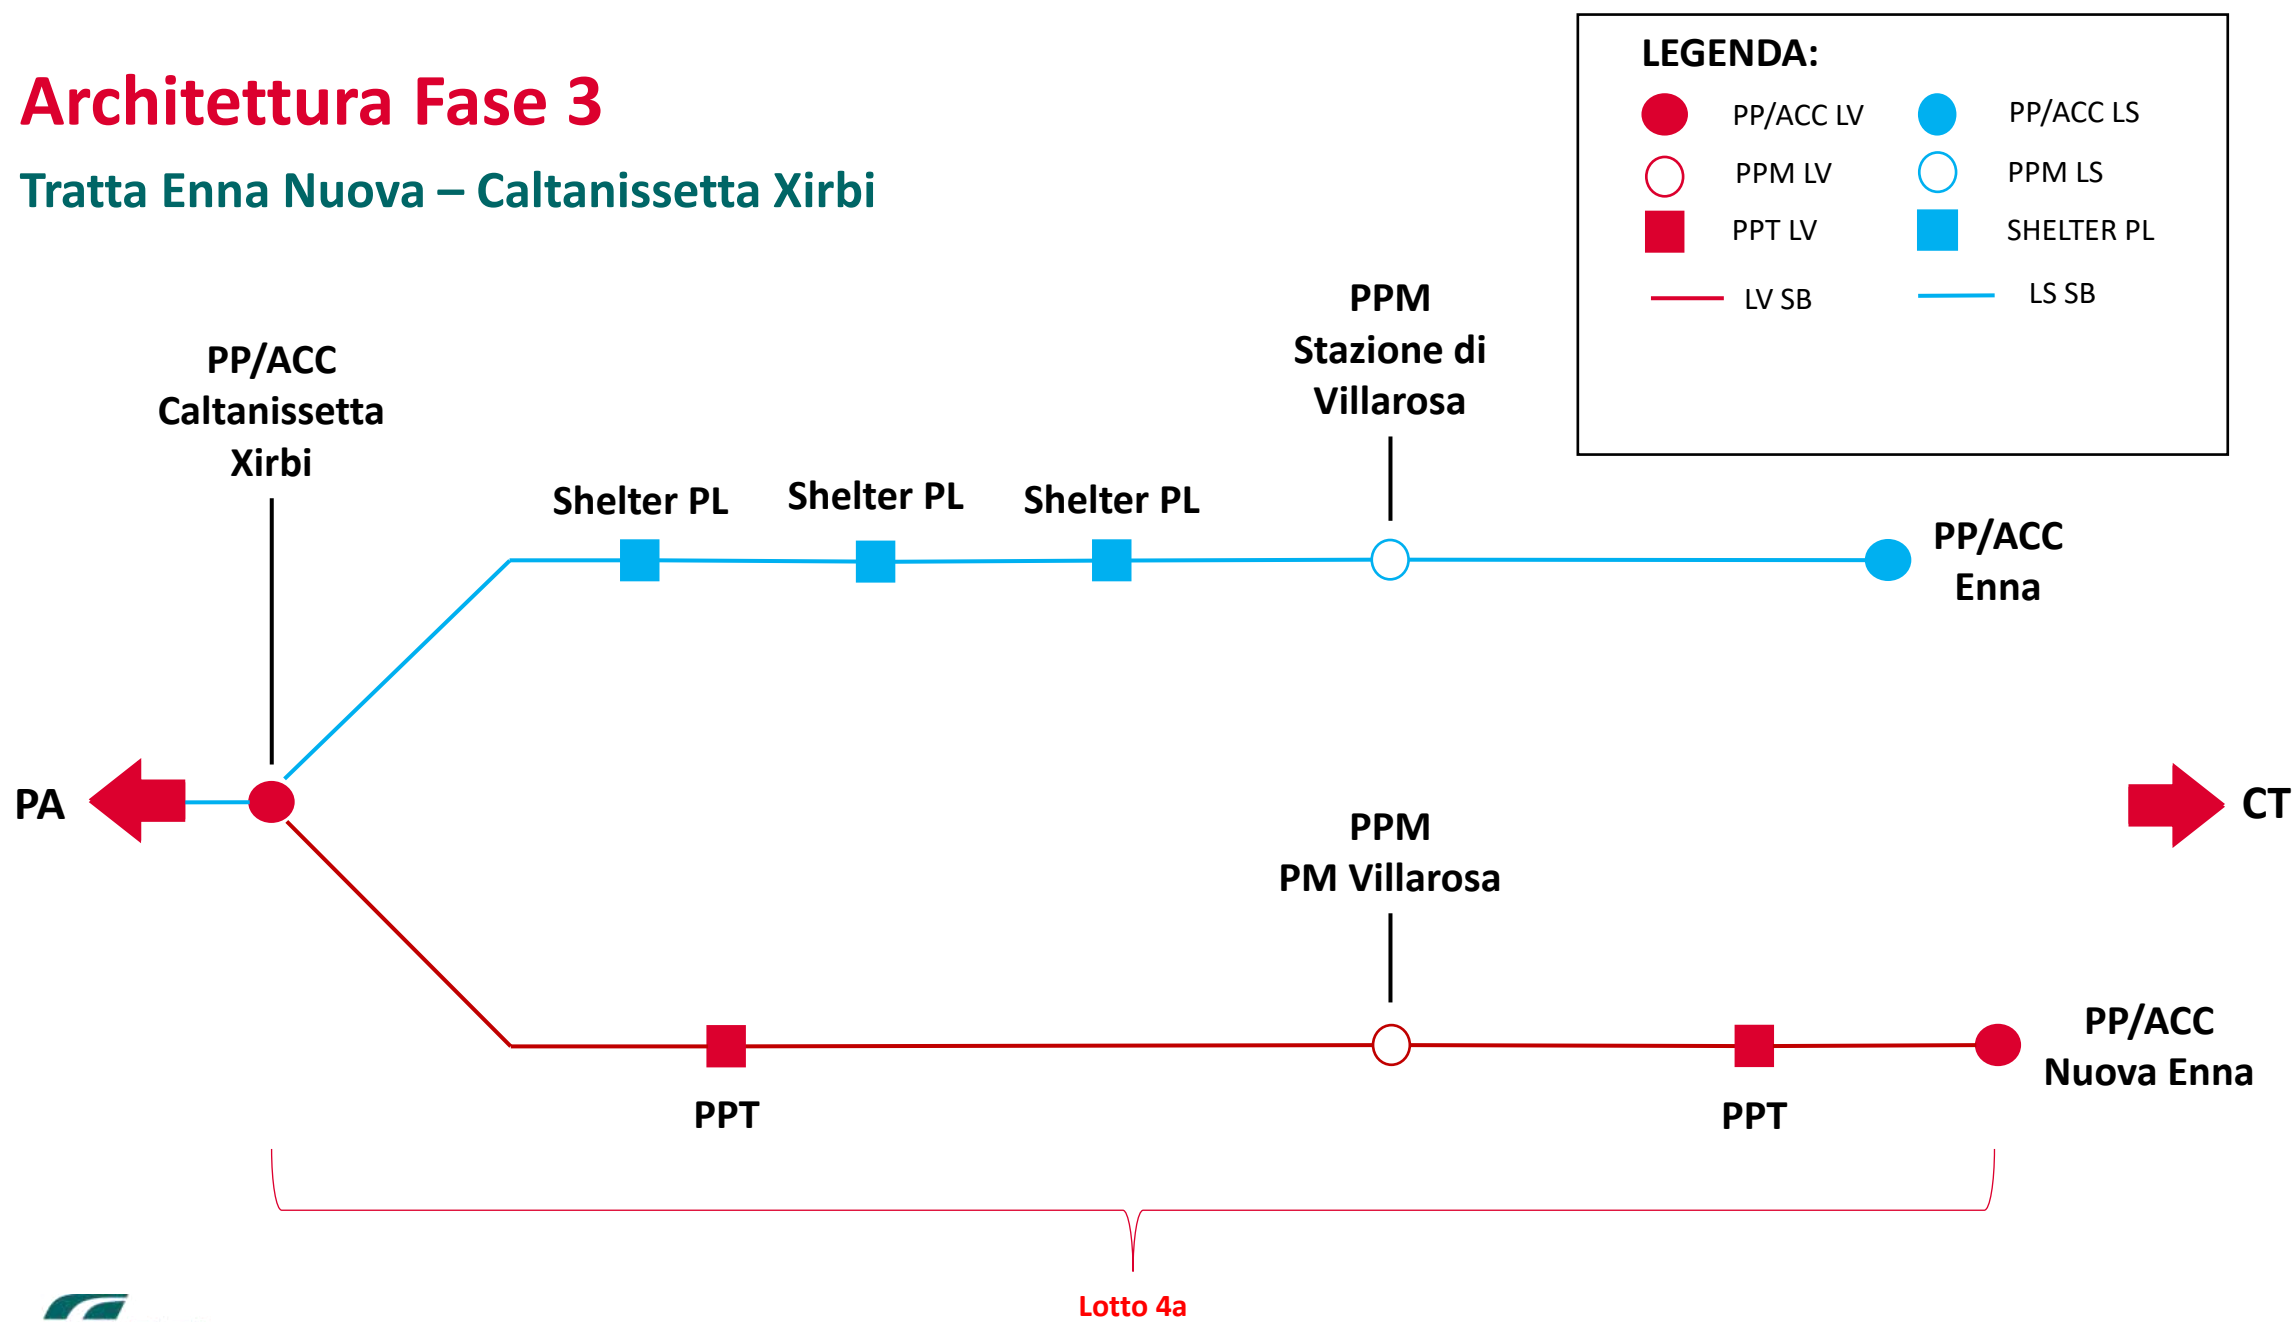 Architettura Fase 3
Tratta Enna Nuova – Caltanissetta Xirbi
LEGENDA:
PP/ACC LV
PP/ACC LS
PPM LV
PPM LS
PPT LV
SHELTER PL
LV SB
LS SB
PP/ACC
Caltanissetta
Xirbi
Shelter PL
Shelter PL
Shelter PL
PPM
Stazione di
Villarosa
PP/ACC
Enna
PA
CT
PPM
PM Villarosa
PPT
PPT
PP/ACC
Nuova Enna
Lotto 4a